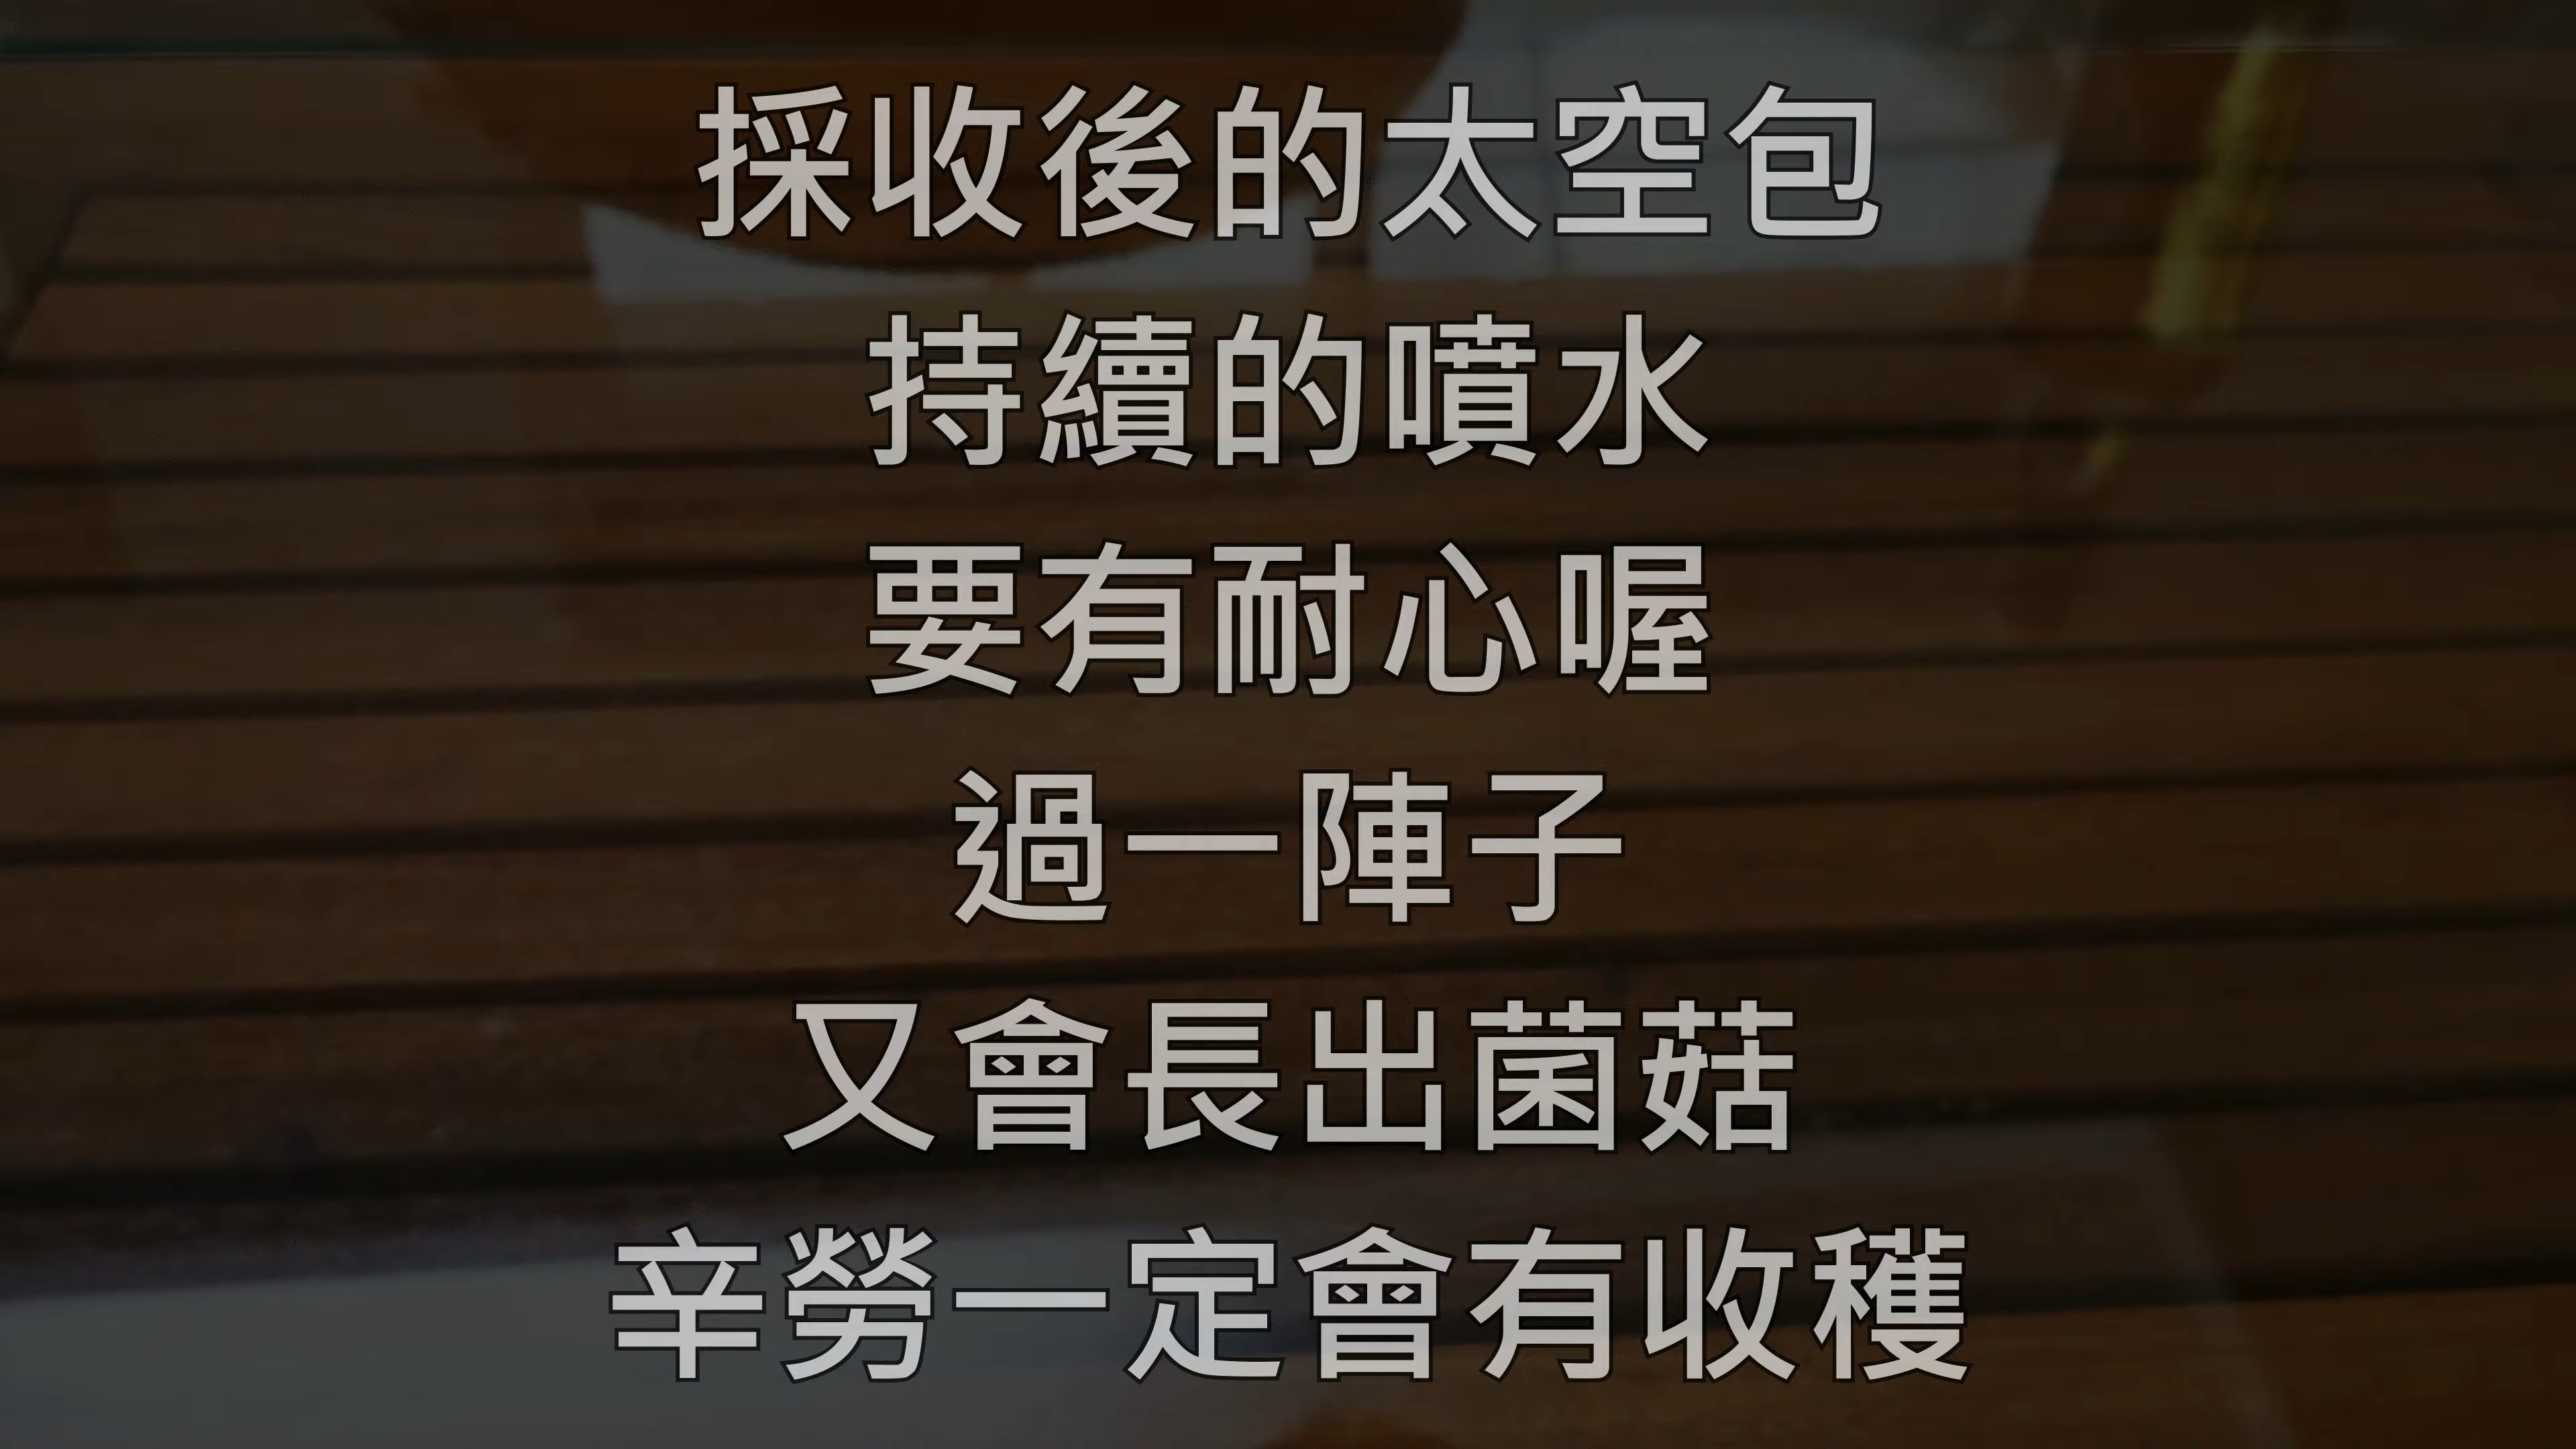 採收後的太空包
持續的噴水
要有耐心喔
過一陣子
又會長出菌菇
辛勞一定會有收穫